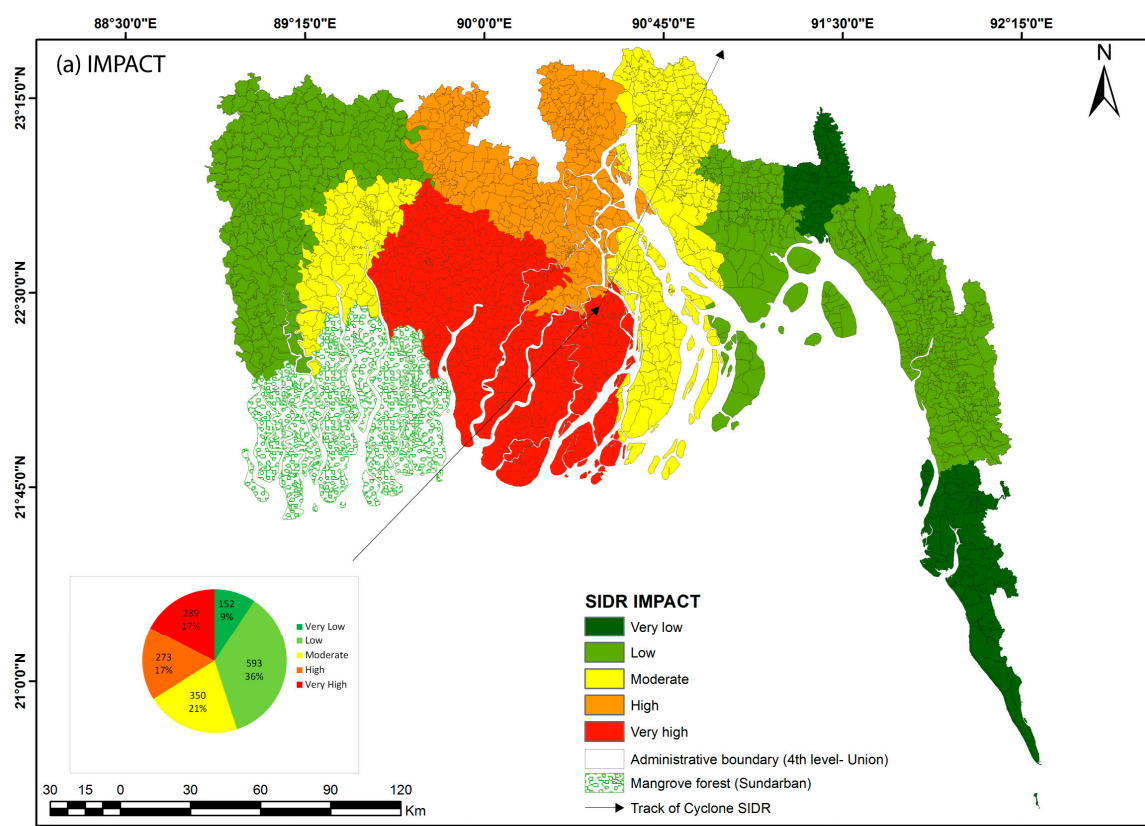 88°30'0"E 89°15'0"E 90°0'0"E 90°45'0"E 91°30'0"E 92°15'0"E
(a) IMPACT
N
23°15'0"N
22°30'0"N
21°45'0"N
21°0'0"N
152
9%
593
36%
350
21%
273
17%
289
17%
Very Low
Low
Moderate
High
Very High
SIDR IMPACT
Very low
Low
Moderate
High
Very high
Administrative boundary (4th level- Union)
Mangrove forest (Sundarban)
Track of Cyclone SIDR
30 15 0 30 60 90 120
Km